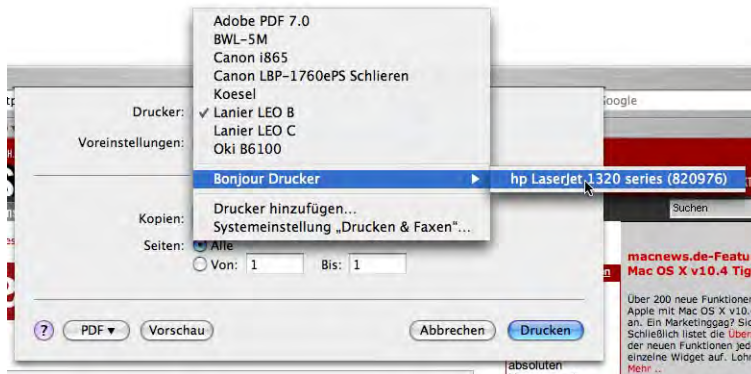 Adobe PDF 7.0
BWL-5M
Canon i865
Canon LBP-1760ePS Schlieren
Koesel
Drucker: ✓ Lanier LEO B
Lanier LEO C
Voreinstellungen:
Oki B6100
Bonjour Drucker ▶ hp LaserJet 1320 series (820976)
Drucker hinzufügen...
Systemeinstellung „Drucken & Faxen“...
Kopien:
Seiten: Alle
Von: 1 Bis: 1
? PDF ▼ Vorschau Abbrechen Drucken
Google
Suchen
macnews.de-Featu
Mac OS X v10.4 Tig
Über 200 neue Funktione
Apple mit Mac OS X v10.
an. Ein Marketinggag? Sic
Schließlich listet die Über
der neuen Funktionen jed
einzelne Widget auf. Loh
Mehr ..
absoluten